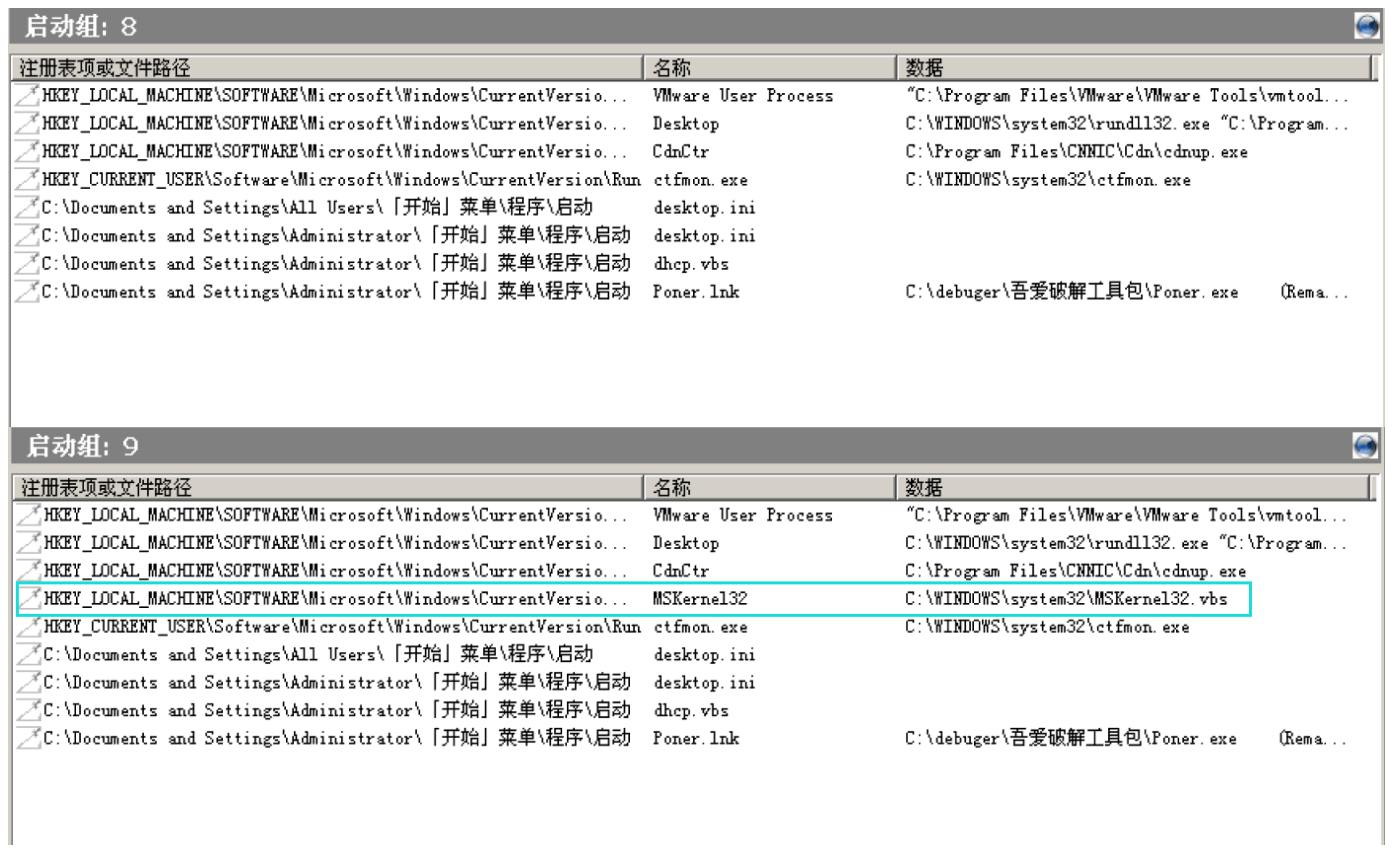 启动组: 8
注册表项或文件路径 名称 数据
HKEY_LOCAL_MACHINE\SOFTWARE\Microsoft\Windows\CurrentVersio... VMware User Process "C:\Program Files\VMware\VMware Tools\vmtool...
HKEY_LOCAL_MACHINE\SOFTWARE\Microsoft\Windows\CurrentVersio... Desktop C:\WINDOWS\system32\rundll32.exe "C:\Program...
HKEY_LOCAL_MACHINE\SOFTWARE\Microsoft\Windows\CurrentVersio... CdnCtr C:\Program Files\CNNIC\Cdn\cdnup.exe
HKEY_CURRENT_USER\Software\Microsoft\Windows\CurrentVersion\Run ctfmon.exe C:\WINDOWS\system32\ctfmon.exe
C:\Documents and Settings\All Users\「开始」菜单\程序\启动 desktop.ini
C:\Documents and Settings\Administrator\「开始」菜单\程序\启动 desktop.ini
C:\Documents and Settings\Administrator\「开始」菜单\程序\启动 dhcp.vbs
C:\Documents and Settings\Administrator\「开始」菜单\程序\启动 Poner.lnk C:\debuger\吾爱破解工具包\Poner.exe (Rema...
启动组: 9
注册表项或文件路径 名称 数据
HKEY_LOCAL_MACHINE\SOFTWARE\Microsoft\Windows\CurrentVersio... VMware User Process "C:\Program Files\VMware\VMware Tools\vmtool...
HKEY_LOCAL_MACHINE\SOFTWARE\Microsoft\Windows\CurrentVersio... Desktop C:\WINDOWS\system32\rundll32.exe "C:\Program...
HKEY_LOCAL_MACHINE\SOFTWARE\Microsoft\Windows\CurrentVersio... CdnCtr C:\Program Files\CNNIC\Cdn\cdnup.exe
HKEY_LOCAL_MACHINE\SOFTWARE\Microsoft\Windows\CurrentVersio... MSKernel32 C:\WINDOWS\system32\MSKernel32.vbs
HKEY_CURRENT_USER\Software\Microsoft\Windows\CurrentVersion\Run ctfmon.exe C:\WINDOWS\system32\ctfmon.exe
C:\Documents and Settings\All Users\「开始」菜单\程序\启动 desktop.ini
C:\Documents and Settings\Administrator\「开始」菜单\程序\启动 desktop.ini
C:\Documents and Settings\Administrator\「开始」菜单\程序\启动 dhcp.vbs
C:\Documents and Settings\Administrator\「开始」菜单\程序\启动 Poner.lnk C:\debuger\吾爱破解工具包\Poner.exe (Rema...